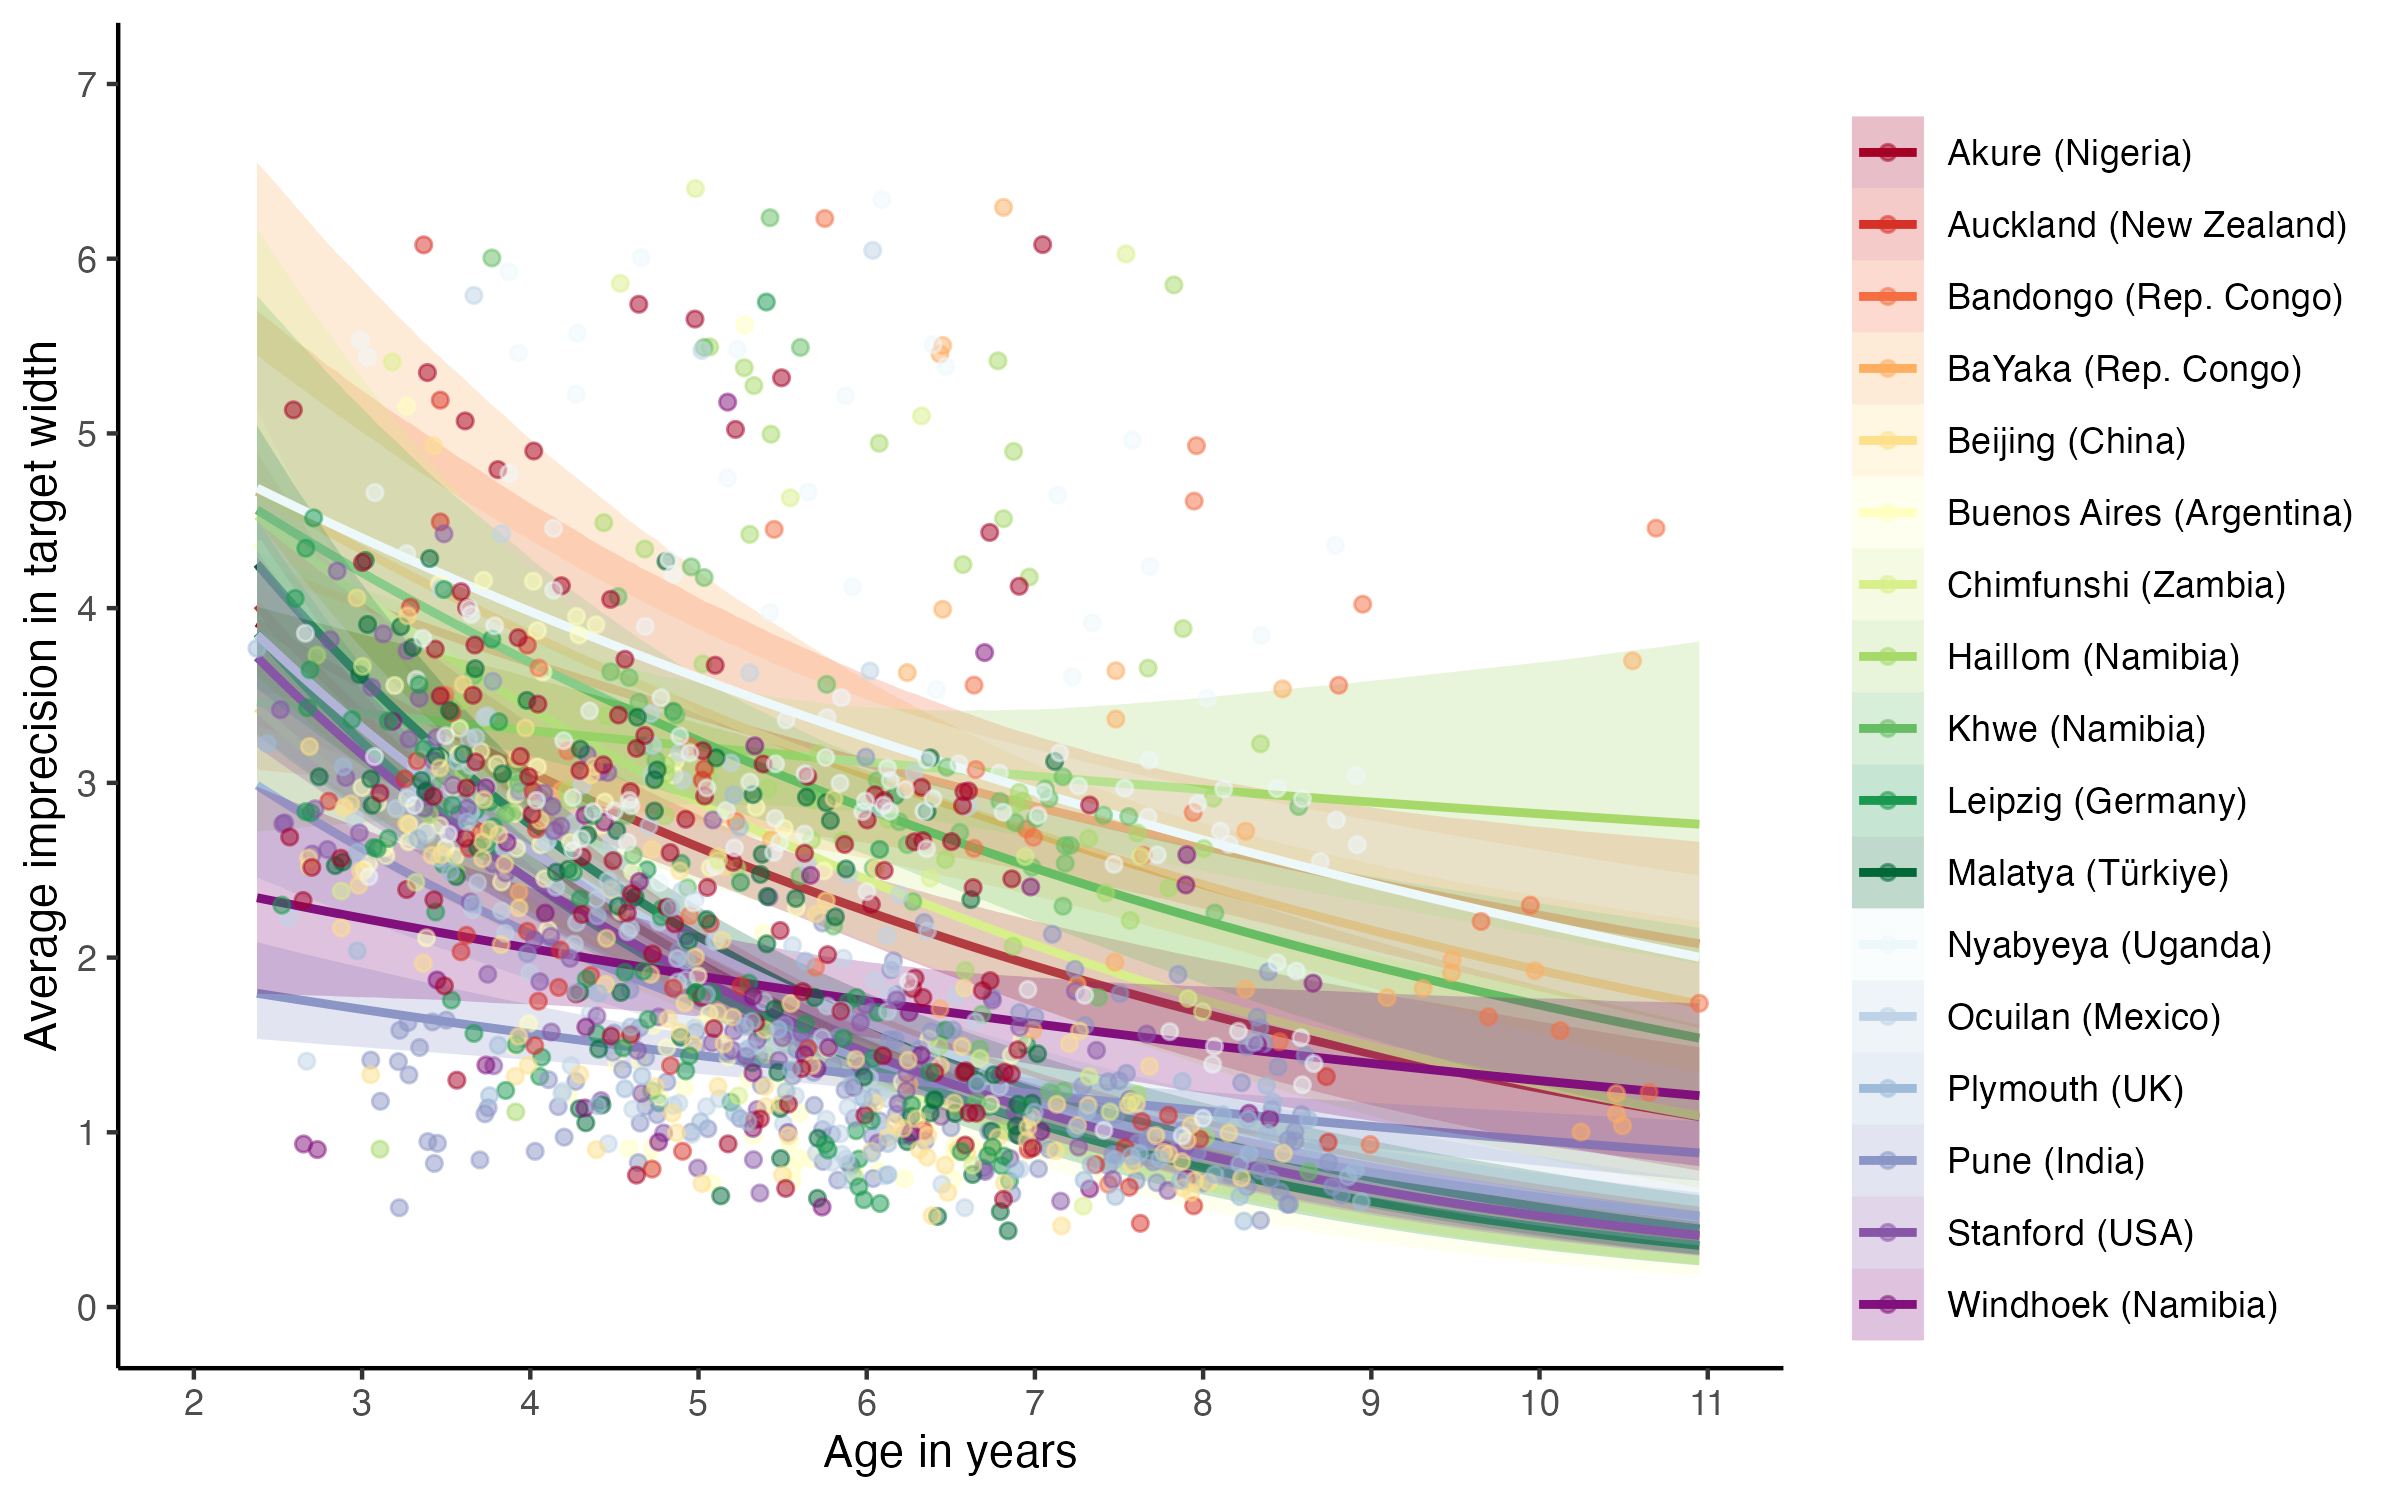 Average imprecision in target width
7
6
5
4
3
2
1
0
2 3 4 5 6 7 8 9 10 11
Age in years
Akure (Nigeria)
Auckland (New Zealand)
Bandongo (Rep. Congo)
BaYaka (Rep. Congo)
Beijing (China)
Buenos Aires (Argentina)
Chimfunshi (Zambia)
Haillom (Namibia)
Khwe (Namibia)
Leipzig (Germany)
Malatya (Türkiye)
Nyabyeya (Uganda)
Ocuilan (Mexico)
Plymouth (UK)
Pune (India)
Stanford (USA)
Windhoek (Namibia)